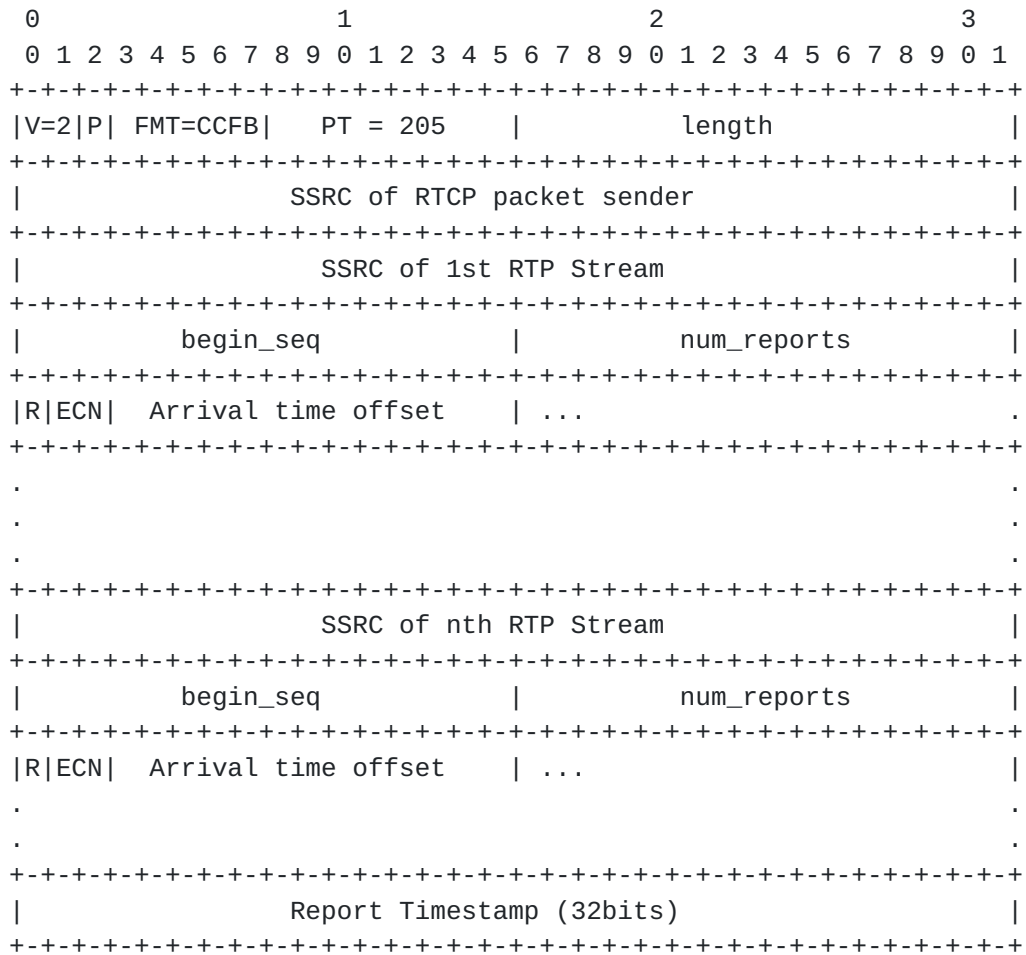 0                   1                   2                   3
 0 1 2 3 4 5 6 7 8 9 0 1 2 3 4 5 6 7 8 9 0 1 2 3 4 5 6 7 8 9 0 1
+-+-+-+-+-+-+-+-+-+-+-+-+-+-+-+-+-+-+-+-+-+-+-+-+-+-+-+-+-+-+-+-+
|V=2|P| FMT=CCFB|   PT = 205    |          length               |
+-+-+-+-+-+-+-+-+-+-+-+-+-+-+-+-+-+-+-+-+-+-+-+-+-+-+-+-+-+-+-+-+
|                 SSRC of RTCP packet sender                    |
+-+-+-+-+-+-+-+-+-+-+-+-+-+-+-+-+-+-+-+-+-+-+-+-+-+-+-+-+-+-+-+-+
|                   SSRC of 1st RTP Stream                      |
+-+-+-+-+-+-+-+-+-+-+-+-+-+-+-+-+-+-+-+-+-+-+-+-+-+-+-+-+-+-+-+-+
|          begin_seq            |          num_reports          |
+-+-+-+-+-+-+-+-+-+-+-+-+-+-+-+-+-+-+-+-+-+-+-+-+-+-+-+-+-+-+-+-+
|R|ECN|  Arrival time offset    | ...                           .
+-+-+-+-+-+-+-+-+-+-+-+-+-+-+-+-+-+-+-+-+-+-+-+-+-+-+-+-+-+-+-+-+
.                                                               .
.                                                               .
.                                                               .
+-+-+-+-+-+-+-+-+-+-+-+-+-+-+-+-+-+-+-+-+-+-+-+-+-+-+-+-+-+-+-+-+
|                   SSRC of nth RTP Stream                      |
+-+-+-+-+-+-+-+-+-+-+-+-+-+-+-+-+-+-+-+-+-+-+-+-+-+-+-+-+-+-+-+-+
|          begin_seq            |          num_reports          |
+-+-+-+-+-+-+-+-+-+-+-+-+-+-+-+-+-+-+-+-+-+-+-+-+-+-+-+-+-+-+-+-+
|R|ECN|  Arrival time offset    | ...                           |
.                                                               .
.                                                               .
+-+-+-+-+-+-+-+-+-+-+-+-+-+-+-+-+-+-+-+-+-+-+-+-+-+-+-+-+-+-+-+-+
|                 Report Timestamp (32bits)                     |
+-+-+-+-+-+-+-+-+-+-+-+-+-+-+-+-+-+-+-+-+-+-+-+-+-+-+-+-+-+-+-+-+